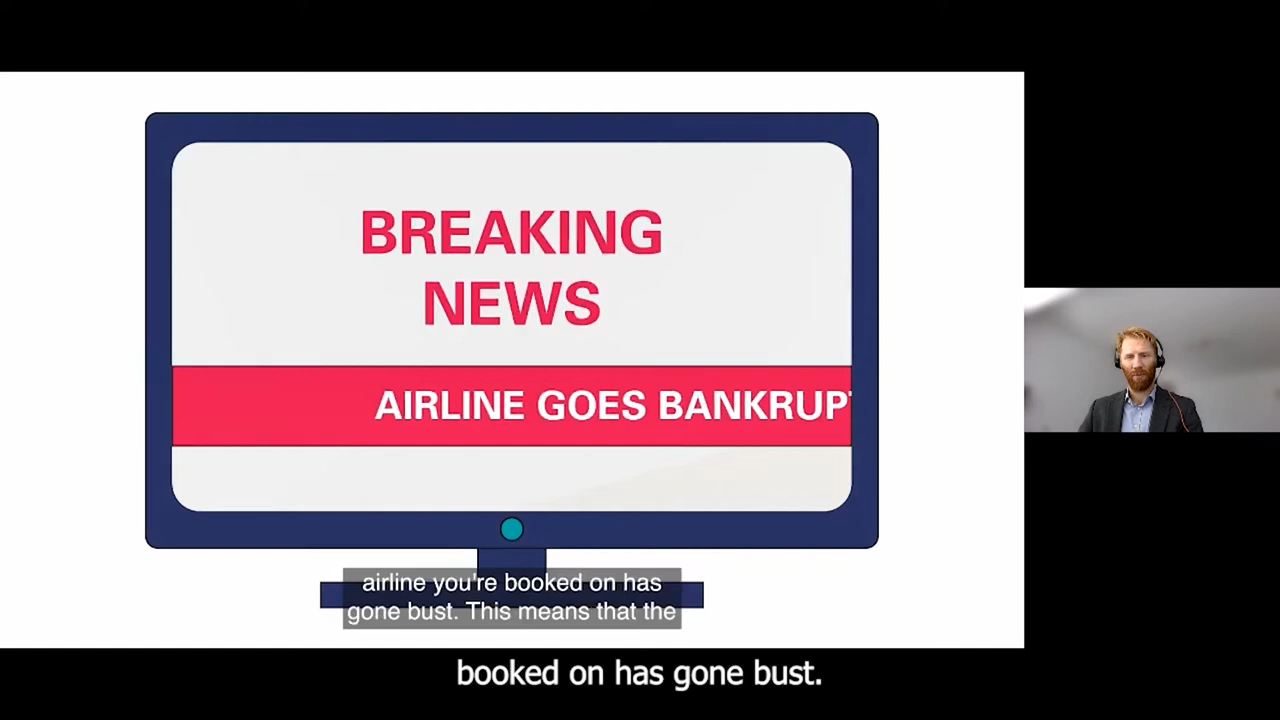 BREAKING
NEWS
AIRLINE GOES BANKRUPT
airline you're booked on has
gone bust. This means that the
booked on has gone bust.